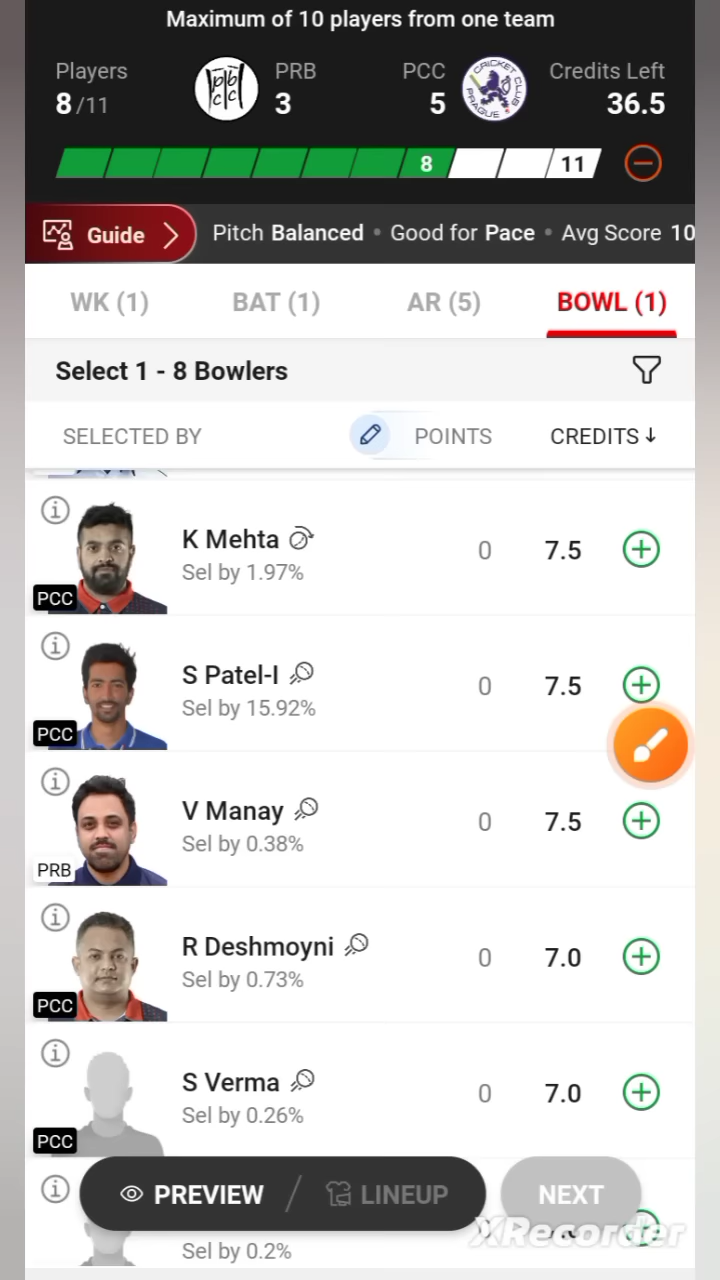 Maximum of 10 players from one team
Players
8/11
PRB
3
PCC
5
CRICKET CLUB PRAGUE
Credits Left
36.5
8
11
Guide
Pitch Balanced • Good for Pace • Avg Score 10
WK (1)
BAT (1)
AR (5)
BOWL (1)
Select 1 - 8 Bowlers
SELECTED BY
POINTS
CREDITS↓
K Mehta
Sel by 1.97%
PCC
0
7.5
S Patel-I
Sel by 15.92%
PCC
0
7.5
V Manay
Sel by 0.38%
PRB
0
7.5
R Deshmoyni
Sel by 0.73%
PCC
0
7.0
S Verma
Sel by 0.26%
PCC
0
7.0
PREVIEW / LINEUP
NEXT
XRecorder
Sel by 0.2%